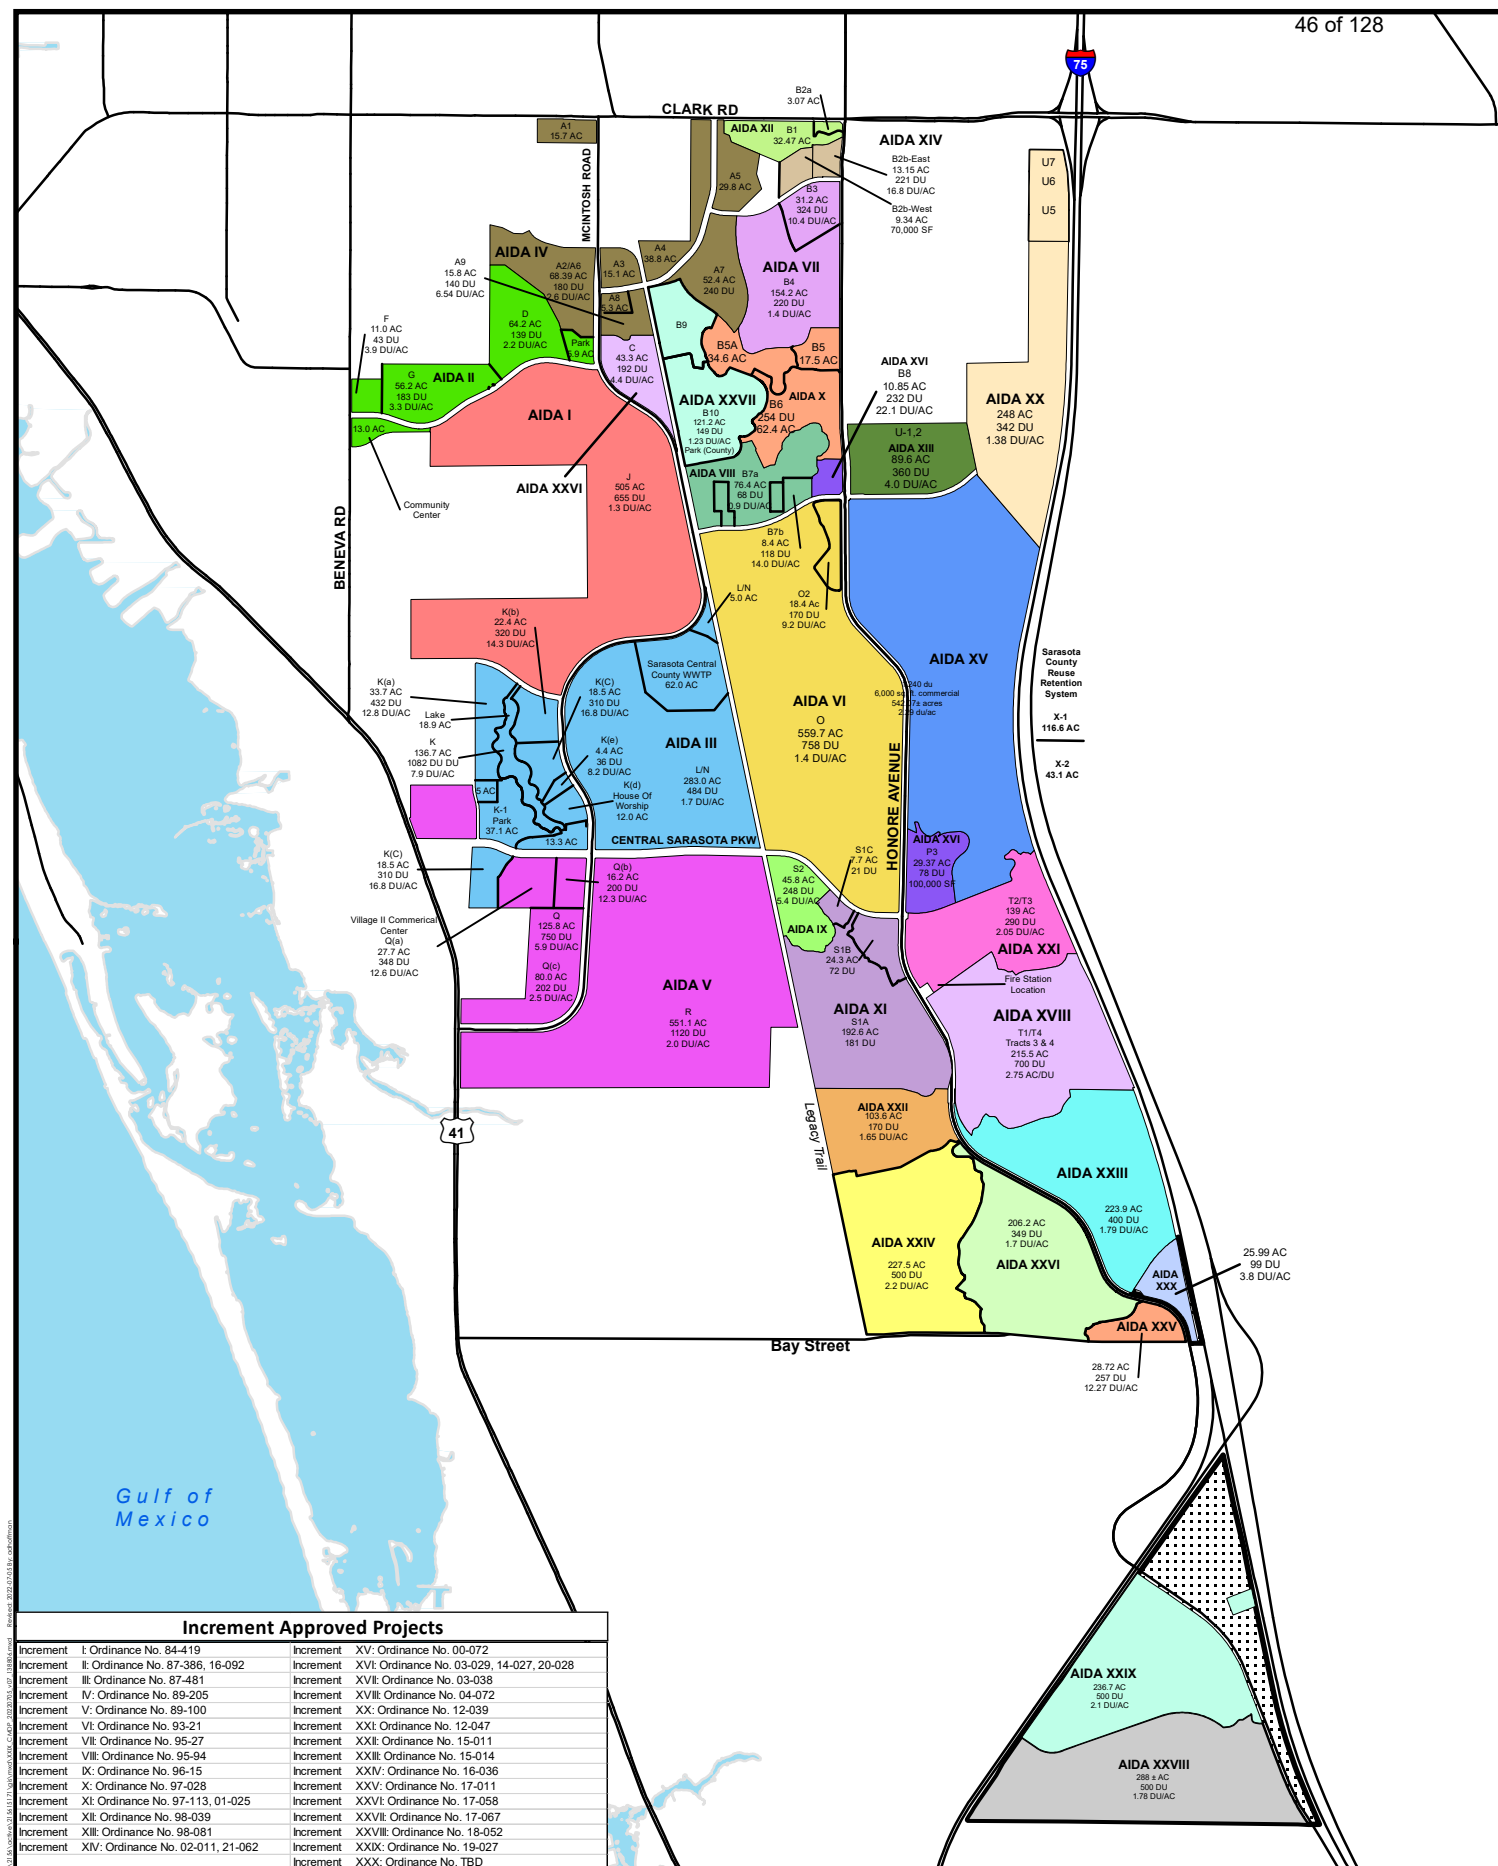 46 of 128
75
B2a
3.07 AC
CLARK RD
A1
15.7 AC
AIDA XII
B1
32.47 AC
AIDA XIV
B2b-East
13.15 AC
221 DU
16.8 DU/AC
B2b-West
9.34 AC
70,000 SF
U7
U6
U5
MCINTOSH ROAD
A5
29.8 AC
B3
31.2 AC
324 DU
10.4 DU/AC
AIDA IV
A2/A6
68.39 AC
180 DU
2.6 DU/AC
A3
15.1 AC
A4
38.8 AC
A9
15.8 AC
140 DU
6.54 DU/AC
A7
52.4 AC
240 DU
AIDA VII
B4
154.2 AC
220 DU
1.4 DU/AC
A8
5.3 AC
F
11.0 AC
43 DU
3.9 DU/AC
D
64.2 AC
139 DU
2.2 DU/AC
Park
5.9 AC
B9
C
43.3 AC
192 DU
4.4 DU/AC
B5A
34.6 AC
B5
17.5 AC
G
56.2 AC
183 DU
3.3 DU/AC
AIDA II
AIDA XVI
B8
10.85 AC
232 DU
22.1 DU/AC
AIDA XX
248 AC
342 DU
1.38 DU/AC
AIDA I
AIDA XXVII
B10
121.2 AC
149 DU
1.23 DU/AC
Park (County)
AIDA X
B6
254 DU
62.4 AC
13.0 AC
U-1,2
AIDA XIII
89.6 AC
360 DU
4.0 DU/AC
AIDA XXVI
AIDA VIII
B7a
76.4 AC
68 DU
0.9 DU/AC
J
505 AC
655 DU
1.3 DU/AC
Community
Center
BENEVA RD
B7b
8.4 AC
118 DU
14.0 DU/AC
O2
18.4 Ac
170 DU
9.2 DU/AC
L/N
5.0 AC
K(b)
22.4 AC
320 DU
14.3 DU/AC
AIDA XV
6,000 sq. ft. commercial
Sarasota
County
Reuse
Retention
System
X-1
116.6 AC
X-2
43.1 AC
Sarasota Central
County WWTP
62.0 AC
K(a)
33.7 AC
432 DU
12.8 DU/AC
K(C)
18.5 AC
310 DU
16.8 DU/AC
Lake
18.9 AC
AIDA VI
O
559.7 AC
758 DU
1.4 DU/AC
K
136.7 AC
1082 DU DU
7.9 DU/AC
K(e)
4.4 AC
36 DU
8.2 DU/AC
AIDA III
L/N
283.0 AC
484 DU
1.7 DU/AC
HONORE AVENUE
K(d)
House Of
Worship
12.0 AC
5 AC
K-1
Park
37.1 AC
13.3 AC
CENTRAL SARASOTA PKW
AIDA XVI
P3
29.37 AC
78 DU
100,000 SF
K(C)
18.5 AC
310 DU
16.8 DU/AC
S1C
7.7 AC
21 DU
S2
45.8 AC
248 DU
5.4 DU/AC
AIDA IX
Q(b)
16.2 AC
200 DU
12.3 DU/AC
Village II Commerical
Center
Q(a)
27.7 AC
348 DU
12.6 DU/AC
Q
125.8 AC
750 DU
5.9 DU/AC
Q(c)
80.0 AC
202 DU
2.5 DU/AC
T2/T3
139 AC
290 DU
2.05 DU/AC
AIDA XXI
S1B
24.3 AC
72 DU
Fire Station
Location
AIDA V
R
551.1 AC
1120 DU
2.0 DU/AC
AIDA XI
S1A
192.6 AC
181 DU
AIDA XVIII
T1/T4
Tracts 3 & 4
215.5 AC
700 DU
2.75 AC/DU
41
Legacy Trail
AIDA XXII
103.6 AC
170 DU
1.65 DU/AC
AIDA XXIII
223.9 AC
400 DU
1.79 DU/AC
206.2 AC
349 DU
1.7 DU/AC
AIDA XXVI
AIDA XXIV
227.5 AC
500 DU
2.2 DU/AC
AIDA
XXX
25.99 AC
99 DU
3.8 DU/AC
AIDA XXV
Bay Street
28.72 AC
257 DU
12.27 DU/AC
Gulf of
Mexico
AIDA XXIX
236.7 AC
500 DU
2.1 DU/AC
AIDA XXVIII
288 ± AC
500 DU
1.78 DU/AC
Increment Approved Projects
Increment I: Ordinance No. 84-419
Increment II: Ordinance No. 87-386, 16-092
Increment III: Ordinance No. 87-481
Increment IV: Ordinance No. 89-205
Increment V: Ordinance No. 89-100
Increment VI: Ordinance No. 93-21
Increment VII: Ordinance No. 95-27
Increment VIII: Ordinance No. 95-94
Increment IX: Ordinance No. 96-15
Increment X: Ordinance No. 97-028
Increment XI: Ordinance No. 97-113, 01-025
Increment XII: Ordinance No. 98-039
Increment XIII: Ordinance No. 98-081
Increment XIV: Ordinance No. 02-011, 21-062
Increment XV: Ordinance No. 00-072
Increment XVI: Ordinance No. 03-029, 14-027, 20-028
Increment XVII: Ordinance No. 03-038
Increment XVIII: Ordinance No. 04-072
Increment XX: Ordinance No. 12-039
Increment XXI: Ordinance No. 12-047
Increment XXII: Ordinance No. 15-011
Increment XXIII: Ordinance No. 15-014
Increment XXIV: Ordinance No. 16-036
Increment XXV: Ordinance No. 17-011
Increment XXVI: Ordinance No. 17-058
Increment XXVII: Ordinance No. 17-067
Increment XXVIII: Ordinance No. 18-052
Increment XXIX: Ordinance No. 19-027
Increment XXX: Ordinance No. TBD